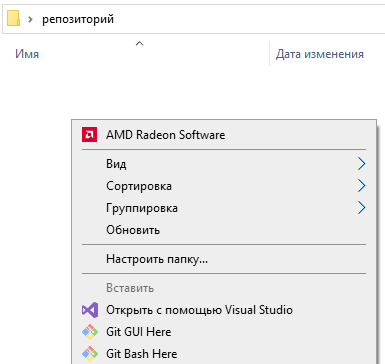 репозиторий
Имя
Дата изменения
AMD Radeon Software
Вид
Сортировка
Группировка
Обновить
Настроить папку...
Вставить
Открыть с помощью Visual Studio
Git GUI Here
Git Bash Here